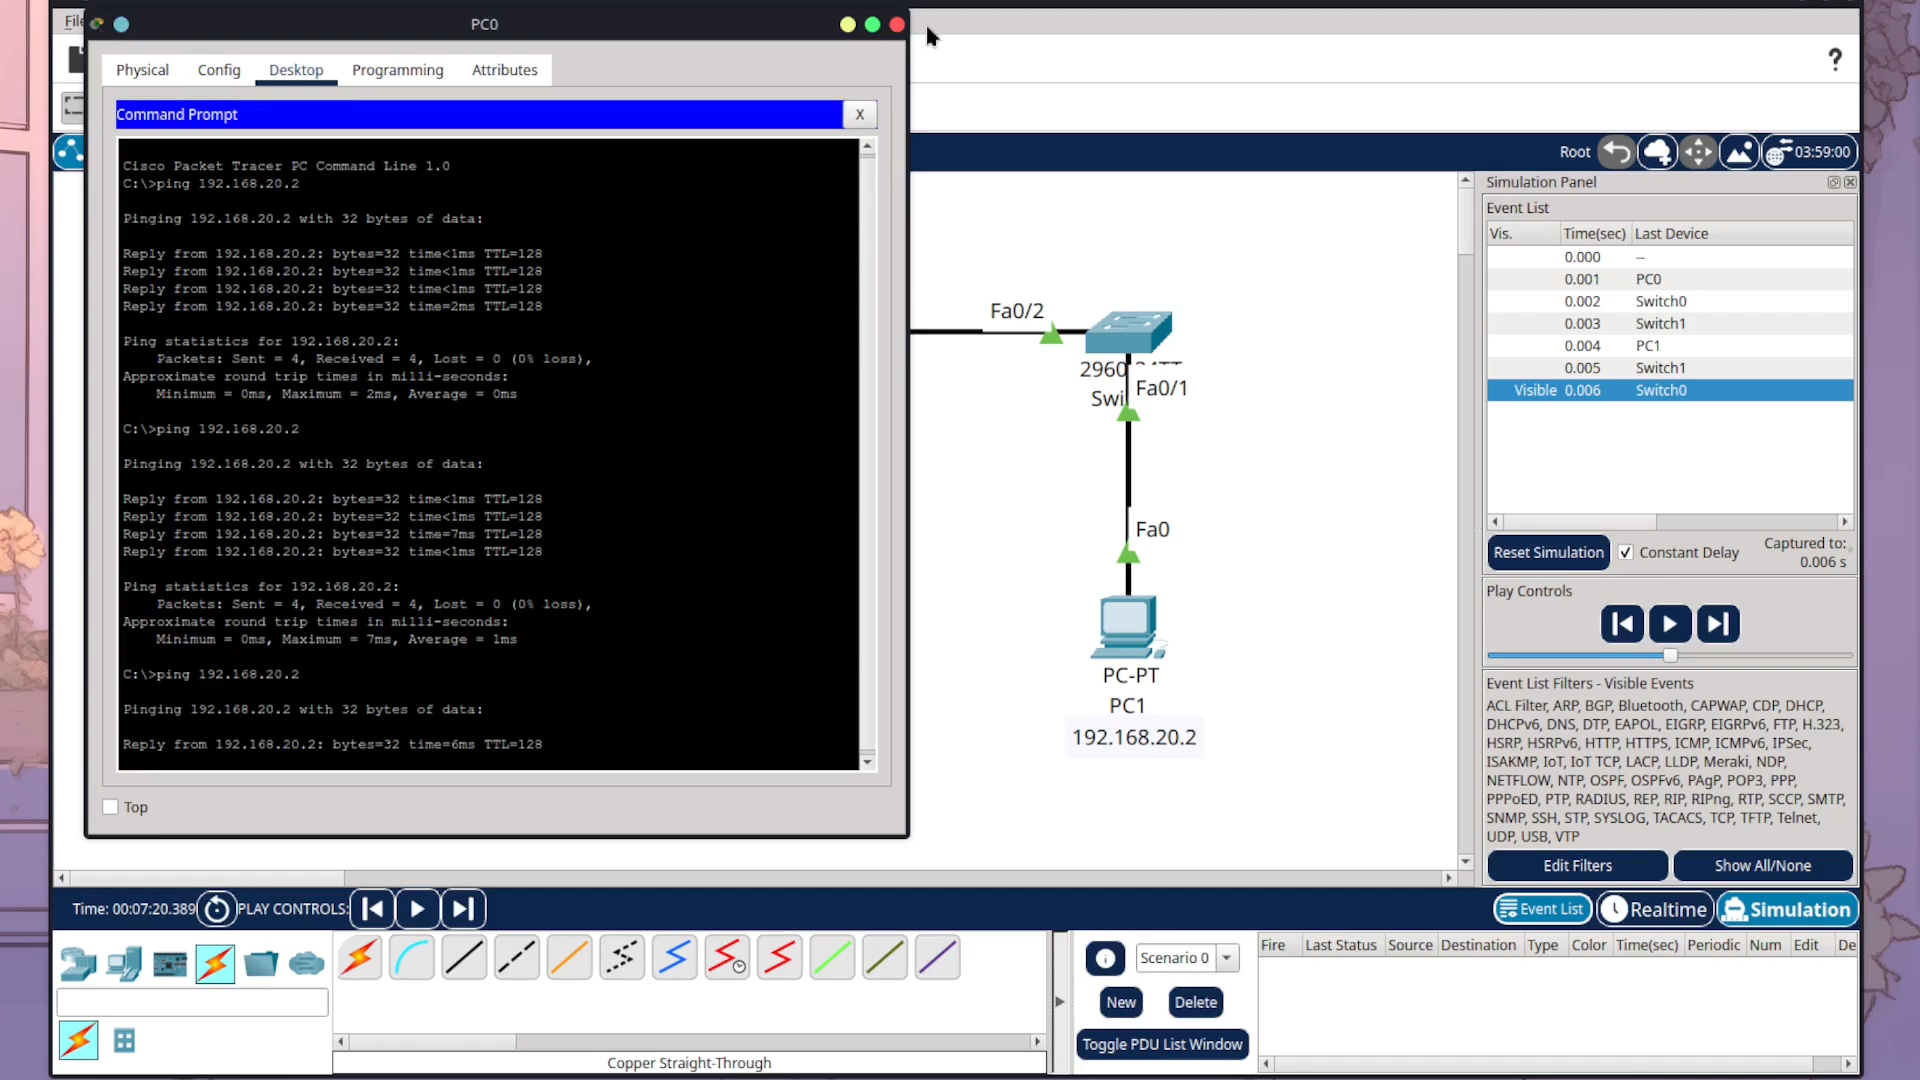 File
PC0
Physical
Config
Desktop
Programming
Attributes
?
Command Prompt
X
Cisco Packet Tracer PC Command Line 1.0
C:\>ping 192.168.20.2
Pinging 192.168.20.2 with 32 bytes of data:
Reply from 192.168.20.2: bytes=32 time<1ms TTL=128
Reply from 192.168.20.2: bytes=32 time<1ms TTL=128
Reply from 192.168.20.2: bytes=32 time<1ms TTL=128
Reply from 192.168.20.2: bytes=32 time=2ms TTL=128
Ping statistics for 192.168.20.2:
Packets: Sent = 4, Received = 4, Lost = 0 (0% loss),
Approximate round trip times in milli-seconds:
Minimum = 0ms, Maximum = 2ms, Average = 0ms
C:\>ping 192.168.20.2
Pinging 192.168.20.2 with 32 bytes of data:
Reply from 192.168.20.2: bytes=32 time<1ms TTL=128
Reply from 192.168.20.2: bytes=32 time<1ms TTL=128
Reply from 192.168.20.2: bytes=32 time=7ms TTL=128
Reply from 192.168.20.2: bytes=32 time<1ms TTL=128
Ping statistics for 192.168.20.2:
Packets: Sent = 4, Received = 4, Lost = 0 (0% loss),
Approximate round trip times in milli-seconds:
Minimum = 0ms, Maximum = 7ms, Average = 1ms
C:\>ping 192.168.20.2
Pinging 192.168.20.2 with 32 bytes of data:
Reply from 192.168.20.2: bytes=32 time=6ms TTL=128
Top
Root
03:59:00
Fa0/2
2960
Swi
Fa0/1
Fa0
PC-PT
PC1
192.168.20.2
Simulation Panel
Event List
Vis. Time(sec) Last Device
0.000 --
0.001 PC0
0.002 Switch0
0.003 Switch1
0.004 PC1
0.005 Switch1
Visible 0.006 Switch0
Reset Simulation
Constant Delay
Captured to:
0.006 s
Play Controls
Event List Filters - Visible Events
ACL Filter, ARP, BGP, Bluetooth, CAPWAP, CDP, DHCP,
DHCPv6, DNS, DTP, EAPOL, EIGRP, EIGRPv6, FTP, H.323,
HSRP, HSRPv6, HTTP, HTTPS, ICMP, ICMPv6, IPSec,
ISAKMP, IoT, IoT TCP, LACP, LLDP, Meraki, NDP,
NETFLOW, NTP, OSPF, OSPFv6, PAgP, POP3, PPP,
PPPoED, PTP, RADIUS, REP, RIP, RIPng, RTP, SCCP, SMTP,
SNMP, SSH, STP, SYSLOG, TACACS, TCP, TFTP, Telnet,
UDP, USB, VTP
Edit Filters
Show All/None
Time: 00:07:20.389
PLAY CONTROLS:
Event List
Realtime
Simulation
Copper Straight-Through
Scenario 0
New
Delete
Toggle PDU List Window
Fire Last Status Source Destination Type Color Time(sec) Periodic Num Edit De